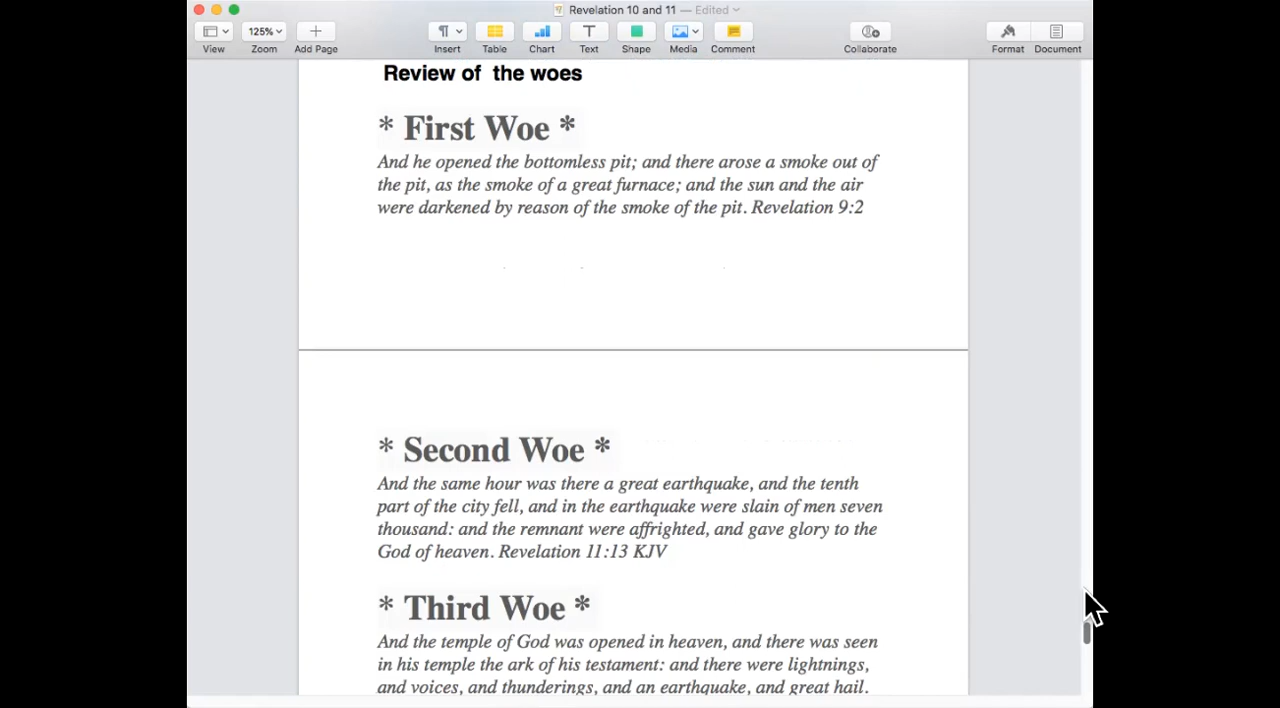 Revelation 10 and 11 — Edited
125%
View Zoom Add Page Insert Table Chart Text Shape Media Comment Collaborate Format Document
Review of the woes
* First Woe *
And he opened the bottomless pit; and there arose a smoke out of
the pit, as the smoke of a great furnace; and the sun and the air
were darkened by reason of the smoke of the pit. Revelation 9:2
* Second Woe *
And the same hour was there a great earthquake, and the tenth
part of the city fell, and in the earthquake were slain of men seven
thousand: and the remnant were affrighted, and gave glory to the
God of heaven. Revelation 11:13 KJV
* Third Woe *
And the temple of God was opened in heaven, and there was seen
in his temple the ark of his testament: and there were lightnings,
and voices, and thunderings, and an earthquake, and great hail.